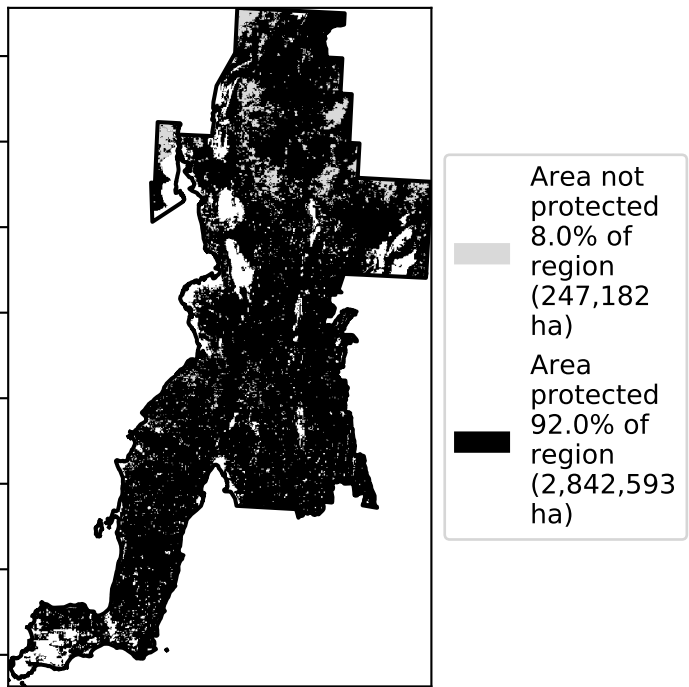 Area not
protected
8.0% of
region
(247,182
ha)
Area
protected
92.0% of
region
(2,842,593
ha)